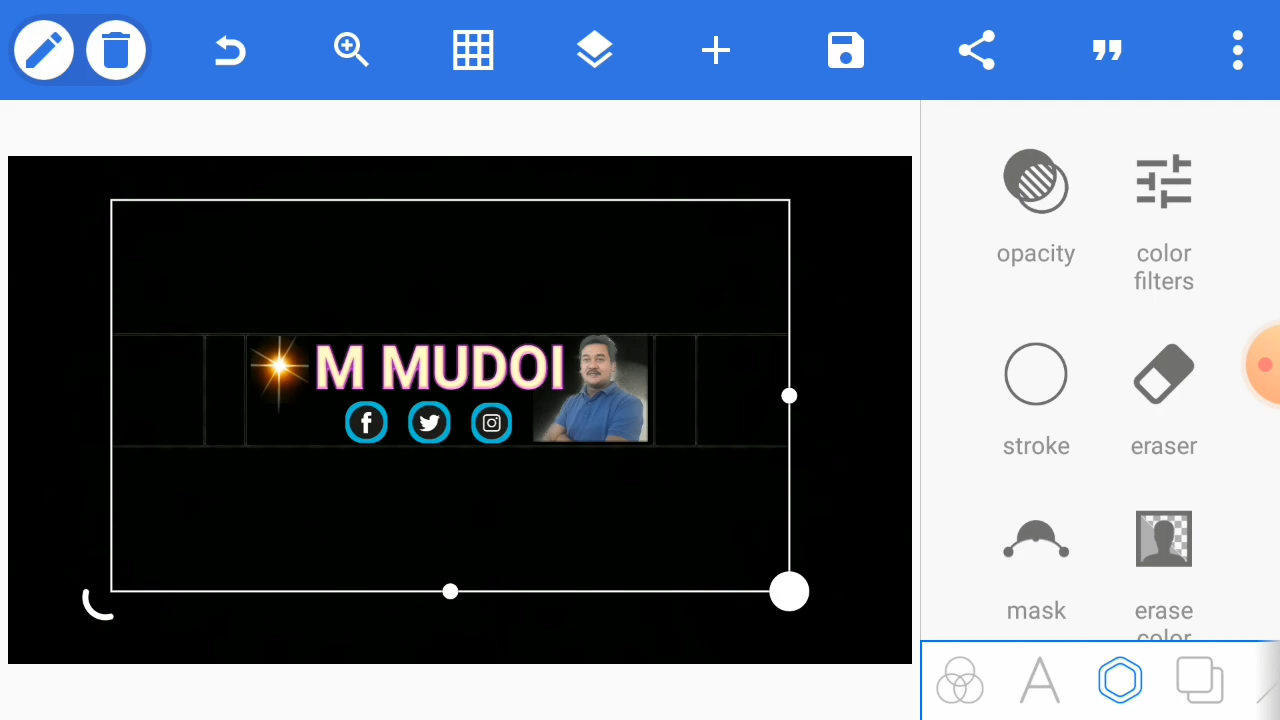 M MUDOI
opacity
color
filters
stroke
eraser
mask
erase
color